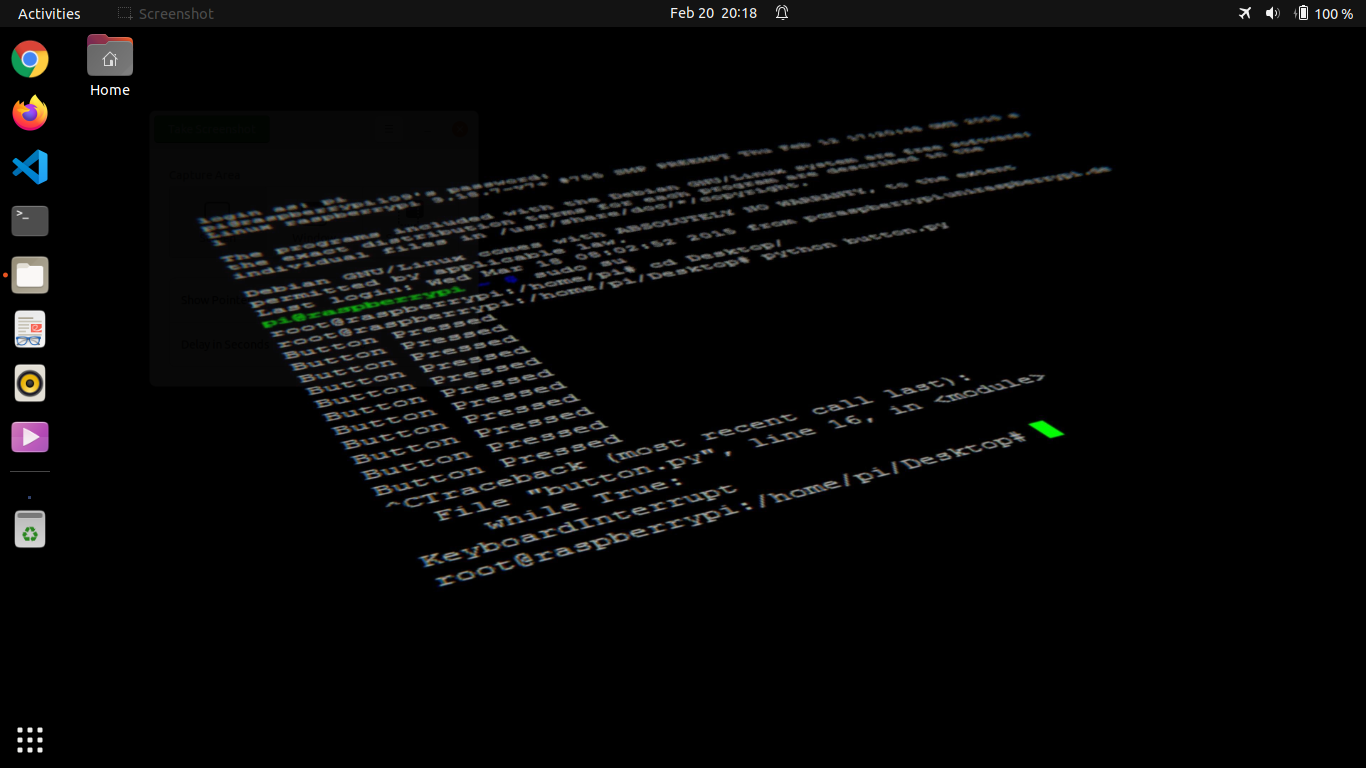 Activities
Screenshot
Feb 20 20:18
100 %
Home
Show Pointer
Delay in Seconds
login as: pi
pi@raspberrypi's password:
Linux raspberrypi 3.18.7-v7+ #755 SMP PREEMPT Thu Feb 12 17:20:48 GMT 2015
The programs included with the Debian GNU/Linux system are free software;
the exact distribution terms for each program are described in the
individual files in /usr/share/doc/*/copyright.
Debian GNU/Linux comes with ABSOLUTELY NO WARRANTY, to the extent
permitted by applicable law.
Last login: Wed Mar 18 08:02:52 2015 from
pi@raspberrypi ~ $ sudo su
root@raspberrypi:/home/pi# cd Desktop/
root@raspberrypi:/home/pi/Desktop# python button.py
Button Pressed
Button Pressed
Button Pressed
Button Pressed
Button Pressed
Button Pressed
Button Pressed
Button Pressed
Button Pressed
^CTraceback (most recent call last):
File "button.py", line 16, in <module>
while True:
KeyboardInterrupt
root@raspberrypi:/home/pi/Desktop#